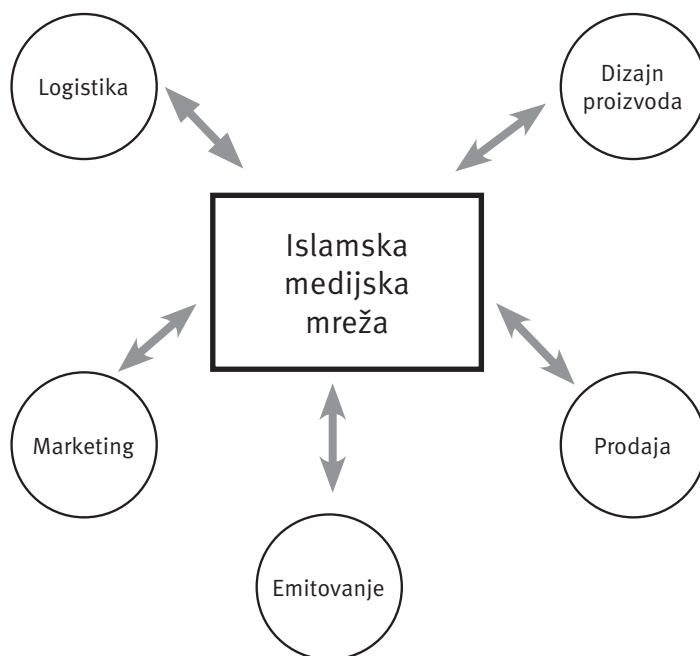 Logistika
Dizajn
proizvoda
Islamska
medijska
mreža
Marketing
Prodaja
Emitovanje